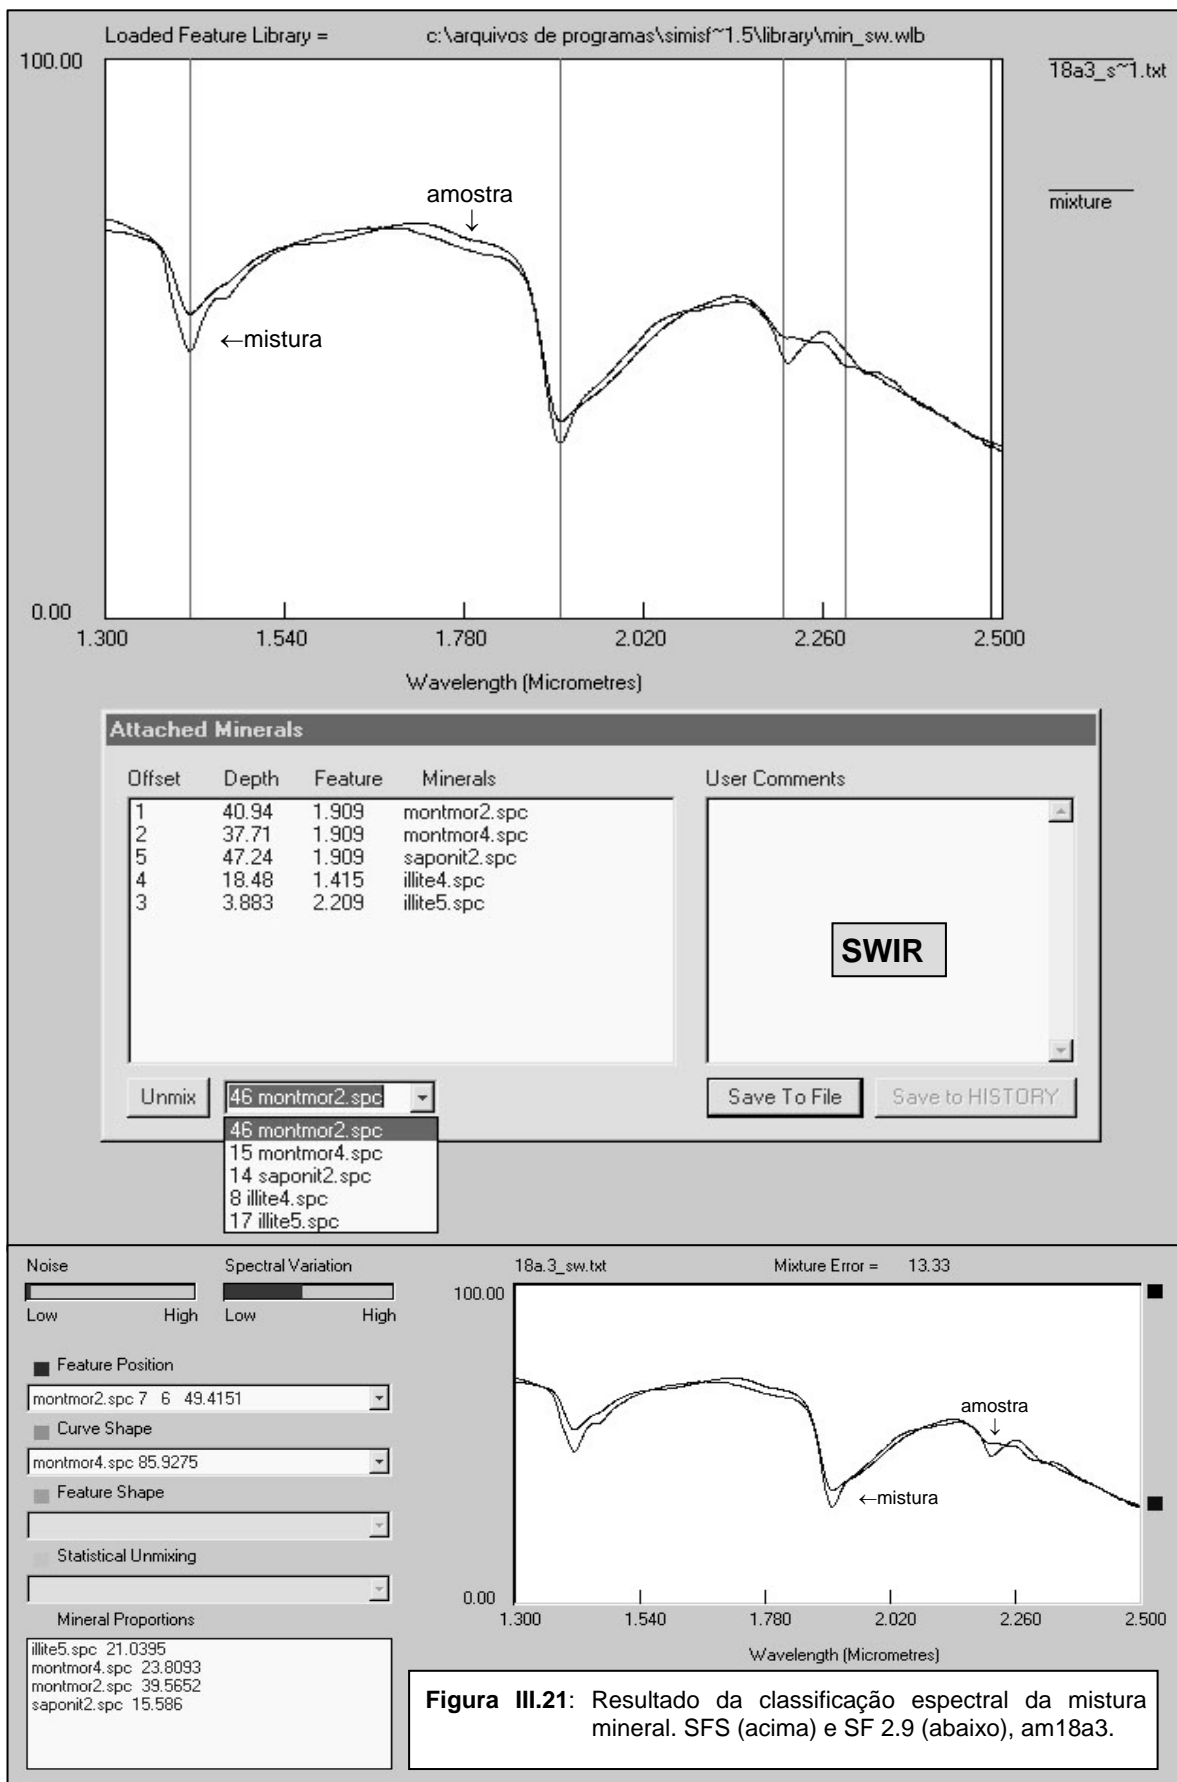 Loaded Feature Library = c:\arquivos de programas\simisf~1.5\library\min_sw.wlb
100.00
18a3_s~1.txt
mixture
amostra
↓
←mistura
0.00
1.300 1.540 1.780 2.020 2.260 2.500
Wavelength (Micrometres)
Attached Minerals
Offset Depth Feature Minerals
1 40.94 1.909 montmor2.spc
2 37.71 1.909 montmor4.spc
5 47.24 1.909 saponit2.spc
4 18.48 1.415 illite4.spc
3 3.883 2.209 illite5.spc
User Comments
SWIR
Unmix 46 montmor2.spc
46 montmor2.spc
15 montmor4.spc
14 saponit2.spc
8 illite4.spc
17 illite5.spc
Save To File Save to HISTORY
Noise Spectral Variation
Low High Low High
Feature Position
montmor2.spc 7 6 49.4151
Curve Shape
montmor4.spc 85.9275
Feature Shape
Statistical Unmixing
Mineral Proportions
illite5.spc 21.0395
montmor4.spc 23.8093
montmor2.spc 39.5652
saponit2.spc 15.586
18a.3_sw.txt Mixture Error = 13.33
100.00
amostra
↓
←mistura
0.00
1.300 1.540 1.780 2.020 2.260 2.500
Wavelength (Micrometres)
Figura III.21: Resultado da classificação espectral da mistura
mineral. SFS (acima) e SF 2.9 (abaixo), am18a3.